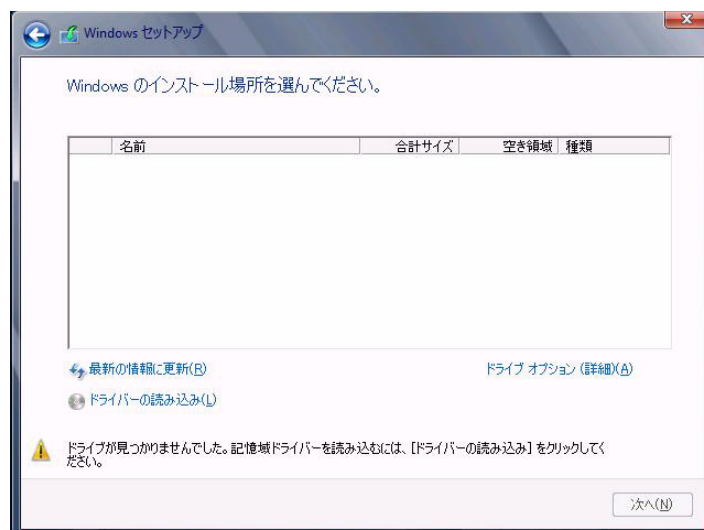 Windows セットアップ
Windows のインストール場所を選んでください。
名前 合計サイズ 空き領域 種類
最新の情報に更新(R) ドライブ オプション (詳細)(A)
ドライバーの読み込み(L)
ドライブが見つかりませんでした。記憶域ドライバーを読み込むには、[ドライバーの読み込み] をクリックしてく
ださい。
次へ(N)